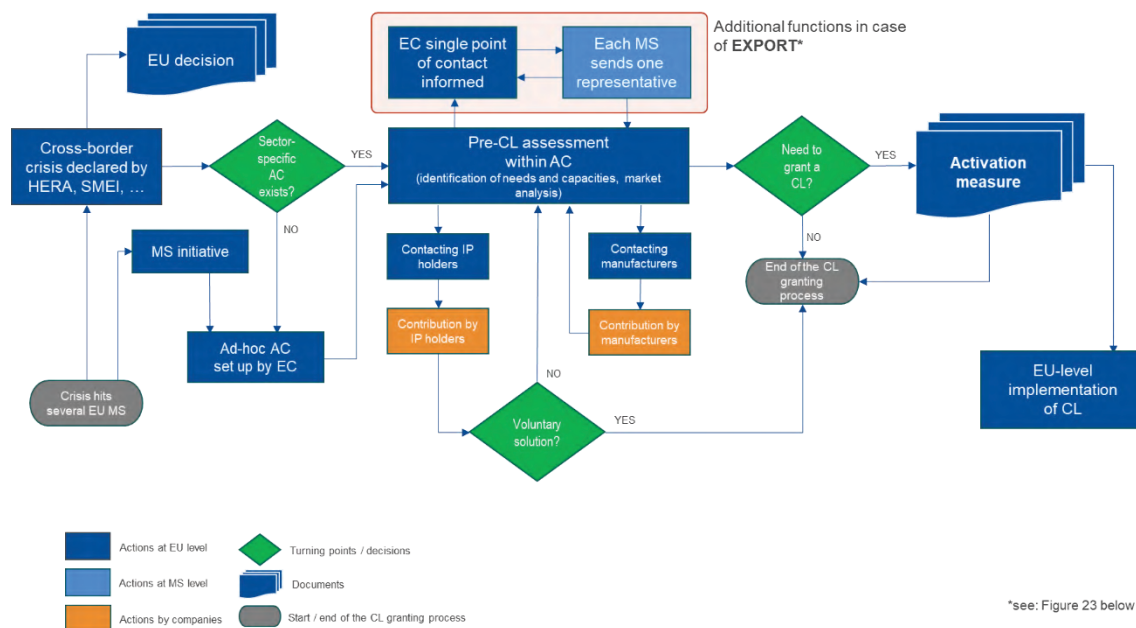 Additional functions in case
of EXPORT*
EU decision
EC single point
of contact
informed
Each MS
sends one
representative
Cross-border
crisis declared by
HERA, SMEI, …
Sector-
specific
AC
exists?
YES
NO
Pre-CL assessment
within AC
(identification of needs and capacities, market
analysis)
Need to
grant a
CL?
YES
NO
Activation
measure
MS initiative
Contacting IP
holders
Contacting
manufacturers
End of the CL
granting
process
Contribution by
IP holders
Contribution by
manufacturers
Ad-hoc AC
set up by EC
Crisis hits
several EU MS
NO
Voluntary
solution?
YES
EU-level
implementation
of CL
Actions at EU level
Turning points / decisions
Actions at MS level
Documents
Actions by companies
Start / end of the CL granting process
*see: Figure 23 below